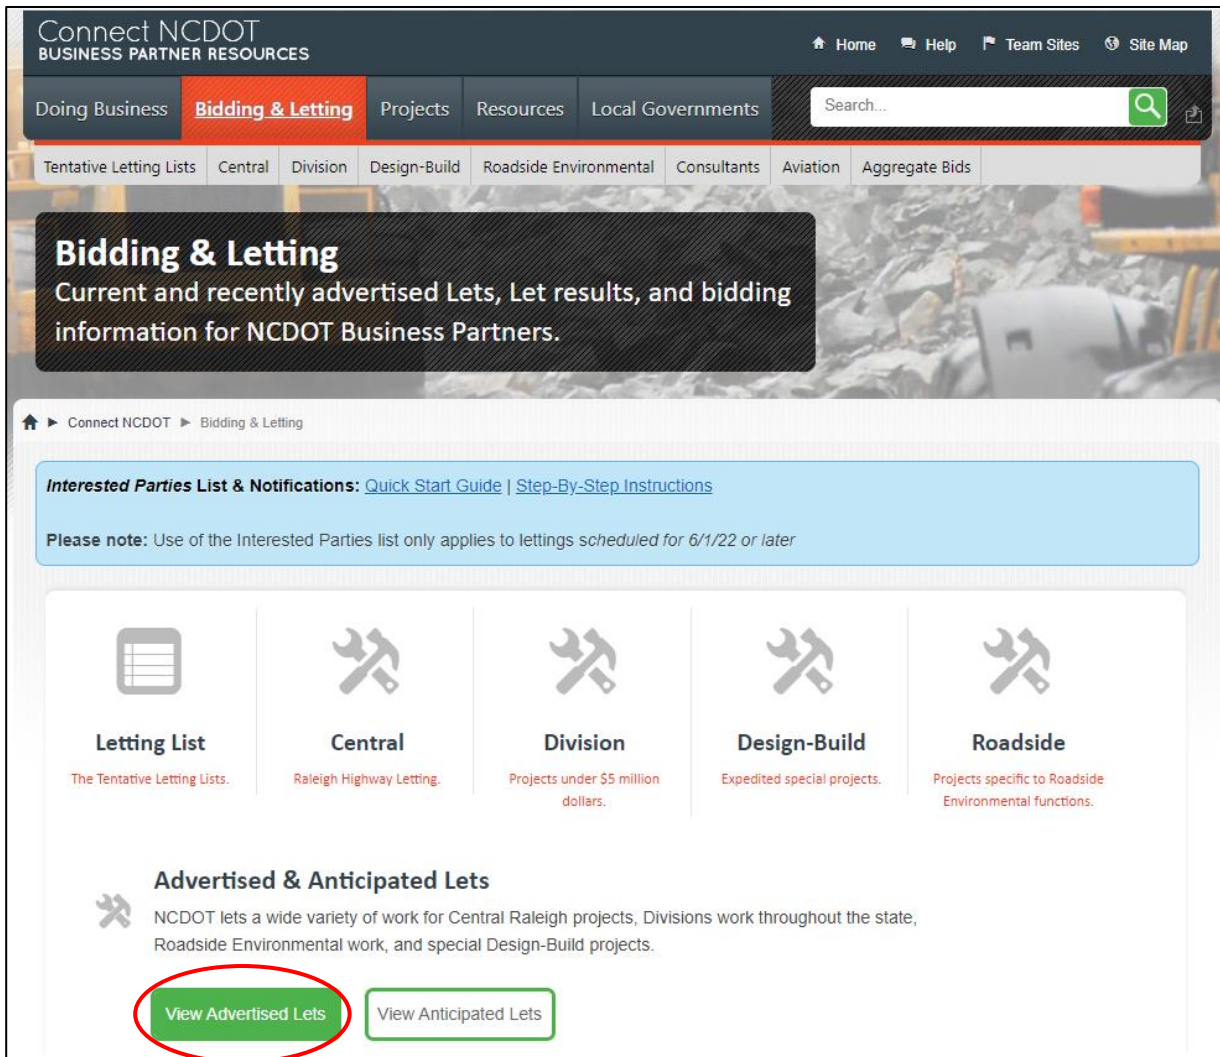 Connect NCDOT
BUSINESS PARTNER RESOURCES
Home Help Team Sites Site Map
Doing Business Bidding & Letting Projects Resources Local Governments Search...
Tentative Letting Lists Central Division Design-Build Roadside Environmental Consultants Aviation Aggregate Bids
Bidding & Letting
Current and recently advertised Lets, Let results, and bidding
information for NCDOT Business Partners.
Connect NCDOT ► Bidding & Letting
Interested Parties List & Notifications: Quick Start Guide | Step-By-Step Instructions
Please note: Use of the Interested Parties list only applies to lettings scheduled for 6/1/22 or later
Letting List
The Tentative Letting Lists.
Central
Raleigh Highway Letting.
Division
Projects under $5 million
dollars.
Design-Build
Expedited special projects.
Roadside
Projects specific to Roadside
Environmental functions.
Advertised & Anticipated Lets
NCDOT lets a wide variety of work for Central Raleigh projects, Divisions work throughout the state,
Roadside Environmental work, and special Design-Build projects.
View Advertised Lets View Anticipated Lets